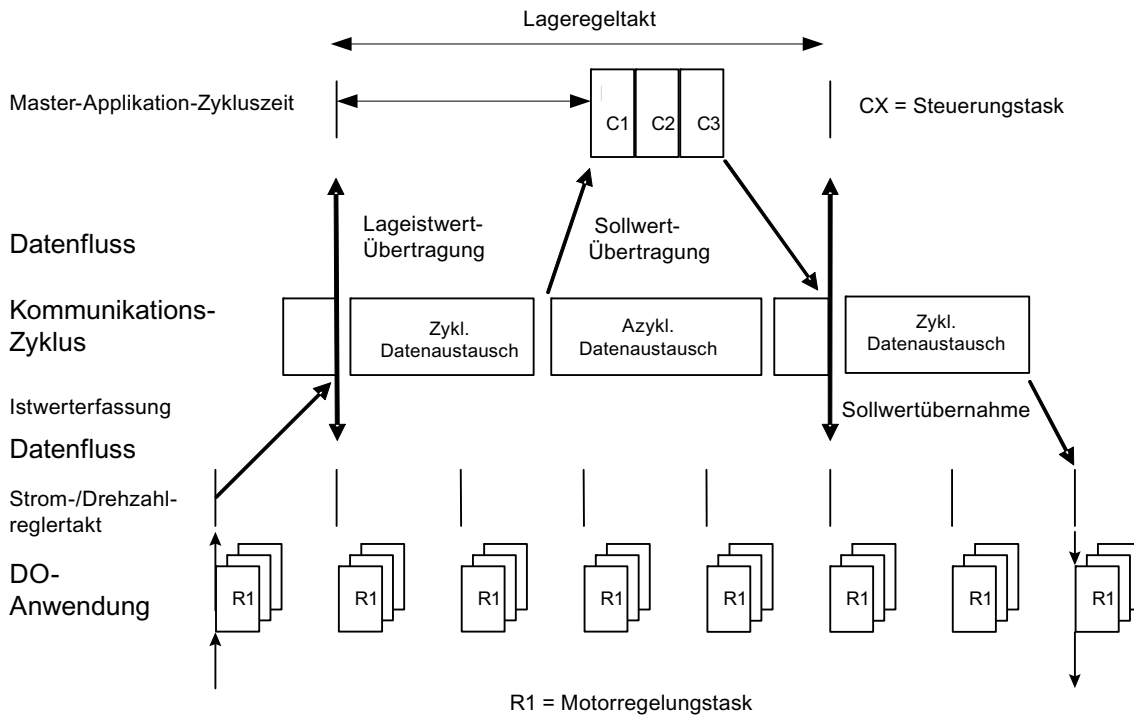 Lageregeltakt
Master-Applikation-Zykluszeit
C1 C2 C3
CX = Steuerungstask
Datenfluss
Lageistwert-
Übertragung
Sollwert-
Übertragung
Kommunikations-
Zyklus
Zykl.
Datenaustausch
Azykl.
Datenaustausch
Zykl.
Datenaustausch
Istwerterfassung
Sollwertübernahme
Datenfluss
Strom-/Drehzahl-
reglertakt
DO-
Anwendung
R1 R1 R1 R1 R1 R1 R1 R1
R1 = Motorregelungstask